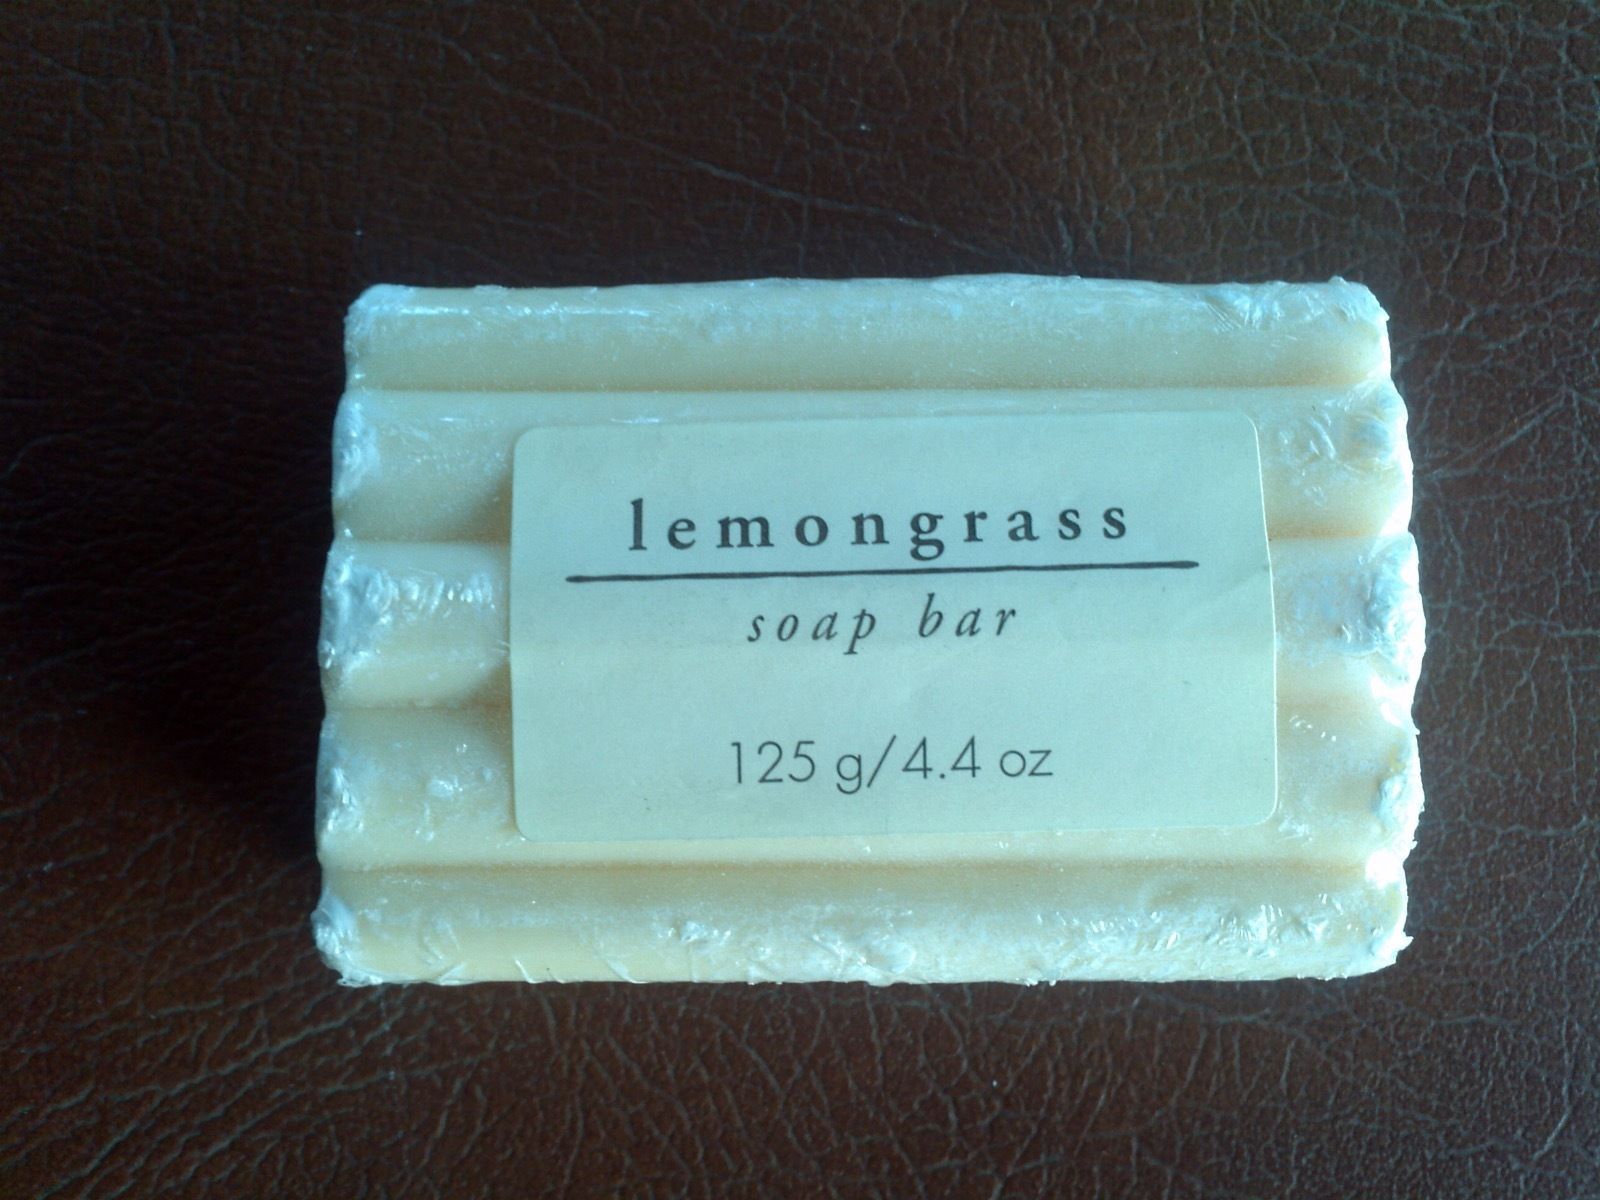 lemongrass
soap bar
125 g/4.4 oz